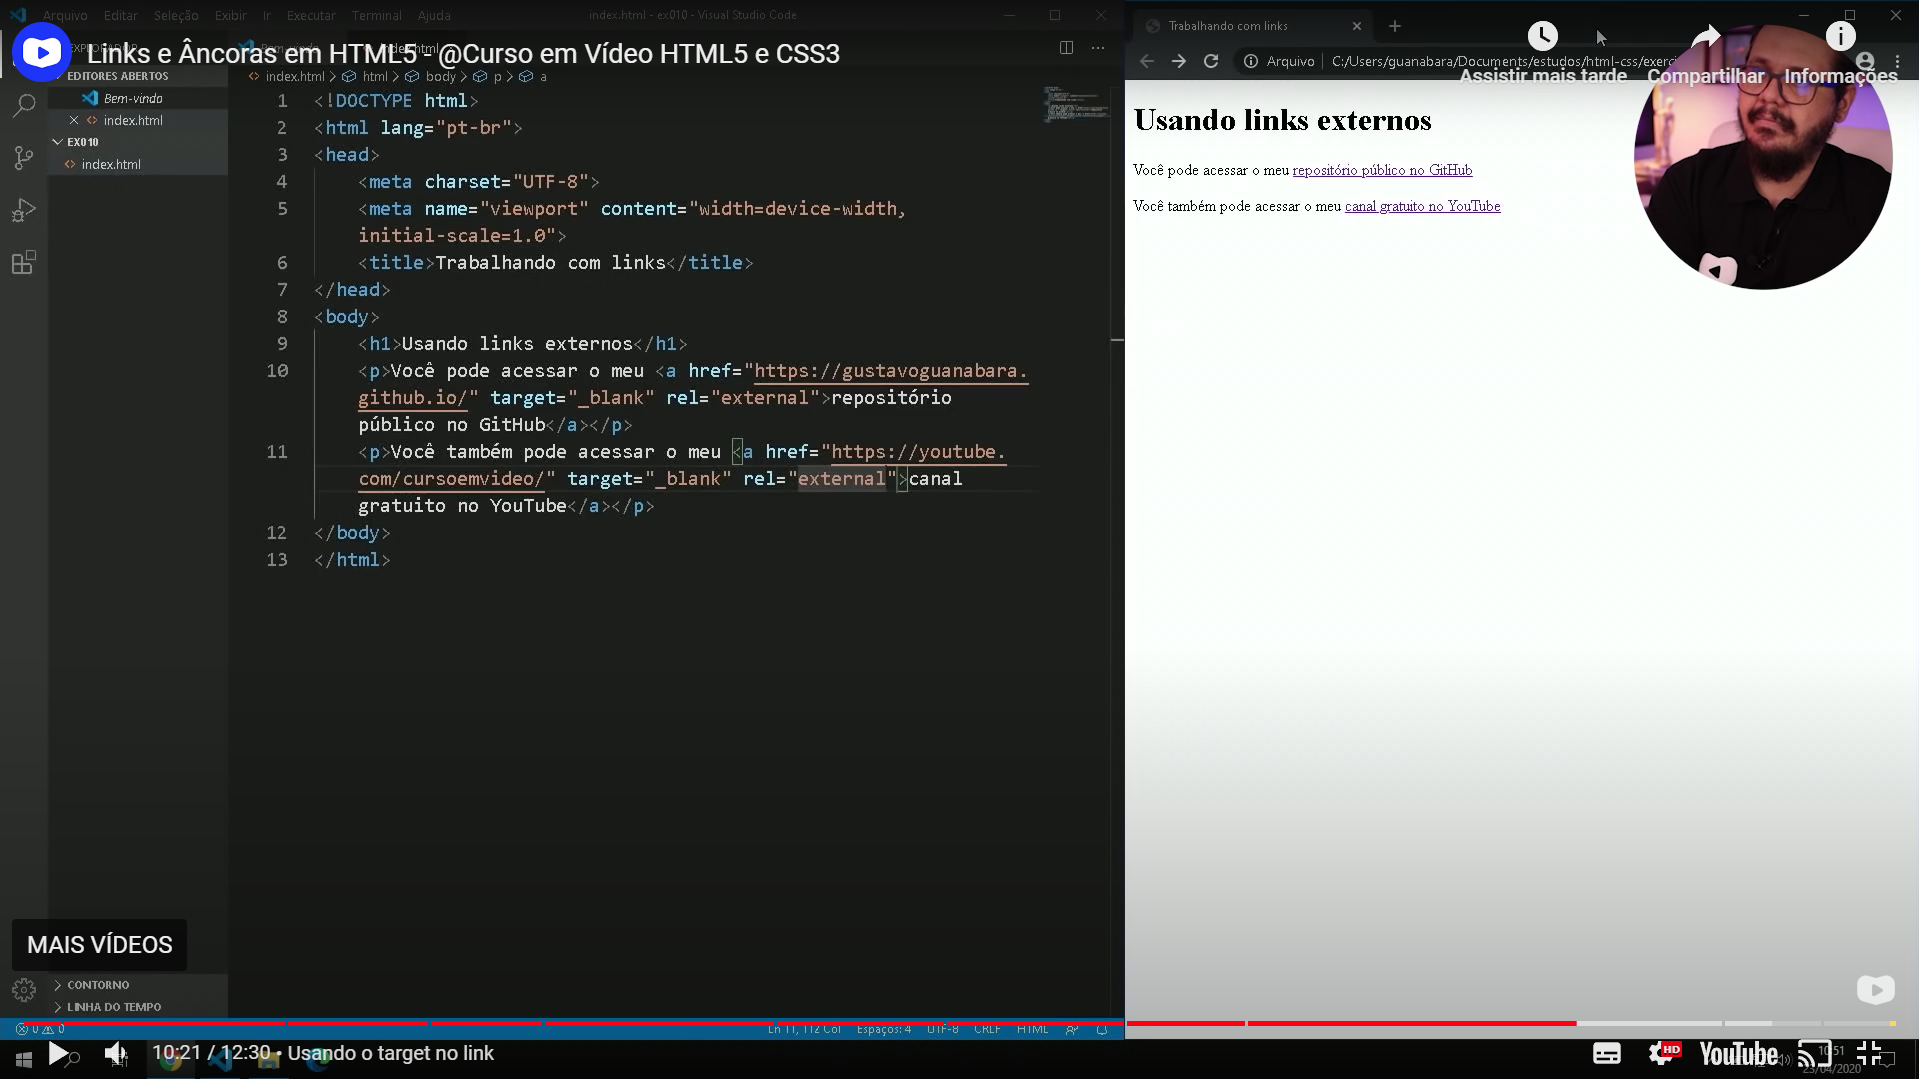 Arquivo Editar Seleção Exibir Ir Executar Terminal Ajuda
index.html - ex010 - Visual Studio Code
Links e Âncoras em HTML5 - @Curso em Vídeo HTML5 e CSS3
EDITORES ABERTOS
Bem-vindo
index.html
EX010
index.html
index.html > html > body > p > a
1 <!DOCTYPE html>
2 <html lang="pt-br">
3 <head>
4 <meta charset="UTF-8">
5 <meta name="viewport" content="width=device-width,
initial-scale=1.0">
6 <title>Trabalhando com links</title>
7 </head>
8 <body>
9 <h1>Usando links externos</h1>
10 <p>Você pode acessar o meu <a href="https://gustavoguanabara.
github.io/" target="_blank" rel="external">repositório
público no GitHub</a></p>
11 <p>Você também pode acessar o meu <a href="https://youtube.
com/cursoemvideo/" target="_blank" rel="external">canal
gratuito no YouTube</a></p>
12 </body>
13 </html>
Trabalhando com links
Arquivo C:/Users/guanabara/Documents/estudos/html-css/exerci
Assistir mais tarde Compartilhar Informações
Usando links externos
Você pode acessar o meu repositório público no GitHub
Você também pode acessar o meu canal gratuito no YouTube
MAIS VÍDEOS
CONTORNO
LINHA DO TEMPO
0 0
Ln 11, 112 Col Espaços: 4 UTF-8 CRLF HTML
10:21 / 12:30 • Usando o target no link
HD
YouTube
10:51
23/04/2020